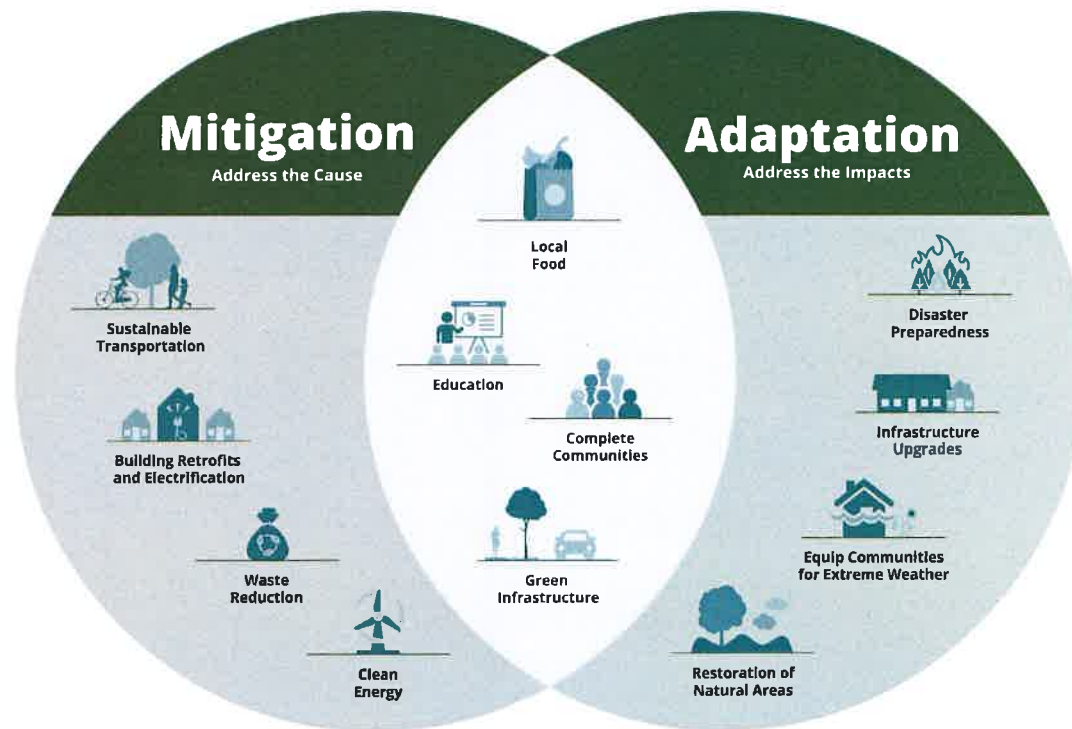 Mitigation
Address the Cause
Adaptation
Address the Impacts
Local
Food
Sustainable
Transportation
Disaster
Preparedness
Education
Building Retrofits
and Electrification
Complete
Communities
Infrastructure
Upgrades
Waste
Reduction
Green
Infrastructure
Equip Communities
for Extreme Weather
Clean
Energy
Restoration of
Natural Areas